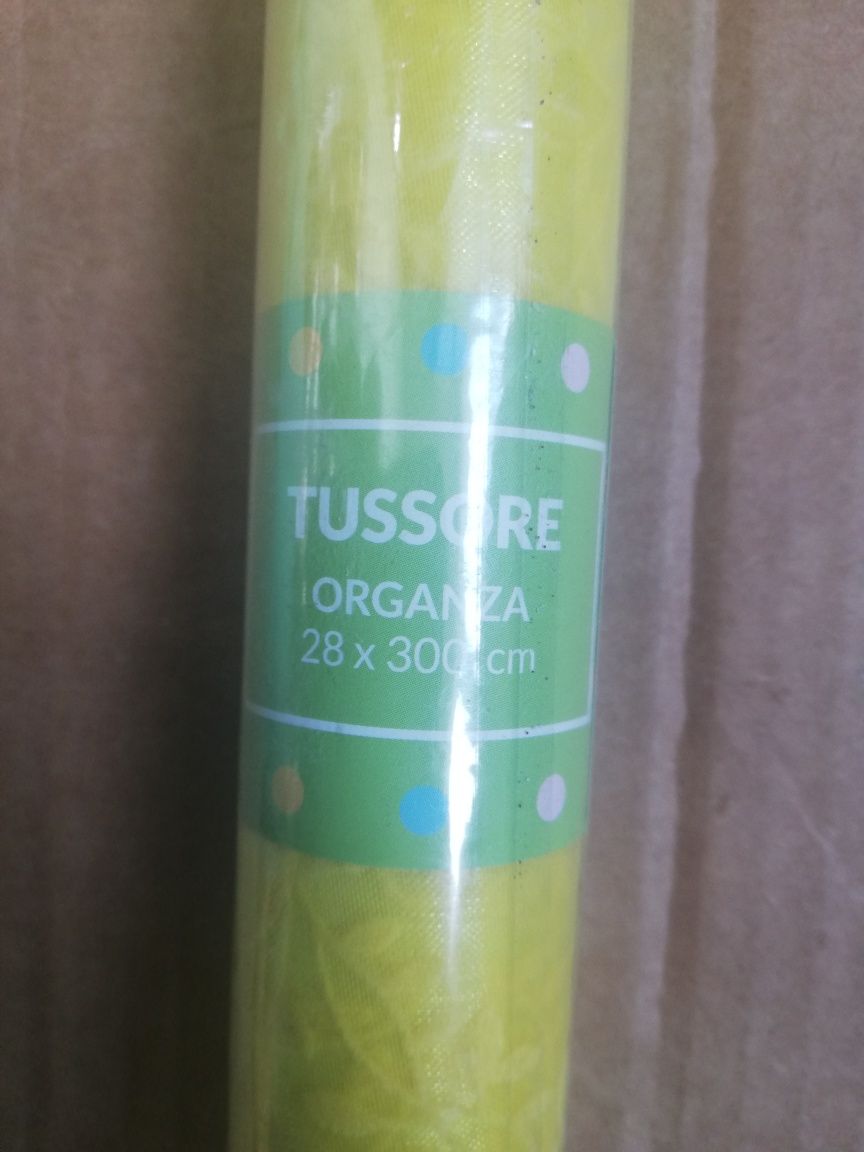 TUSSORE
ORGANZA
28 x 300 cm